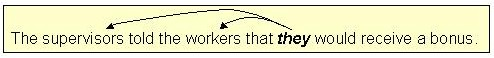 The supervisors told the workers that they would receive a bonus.